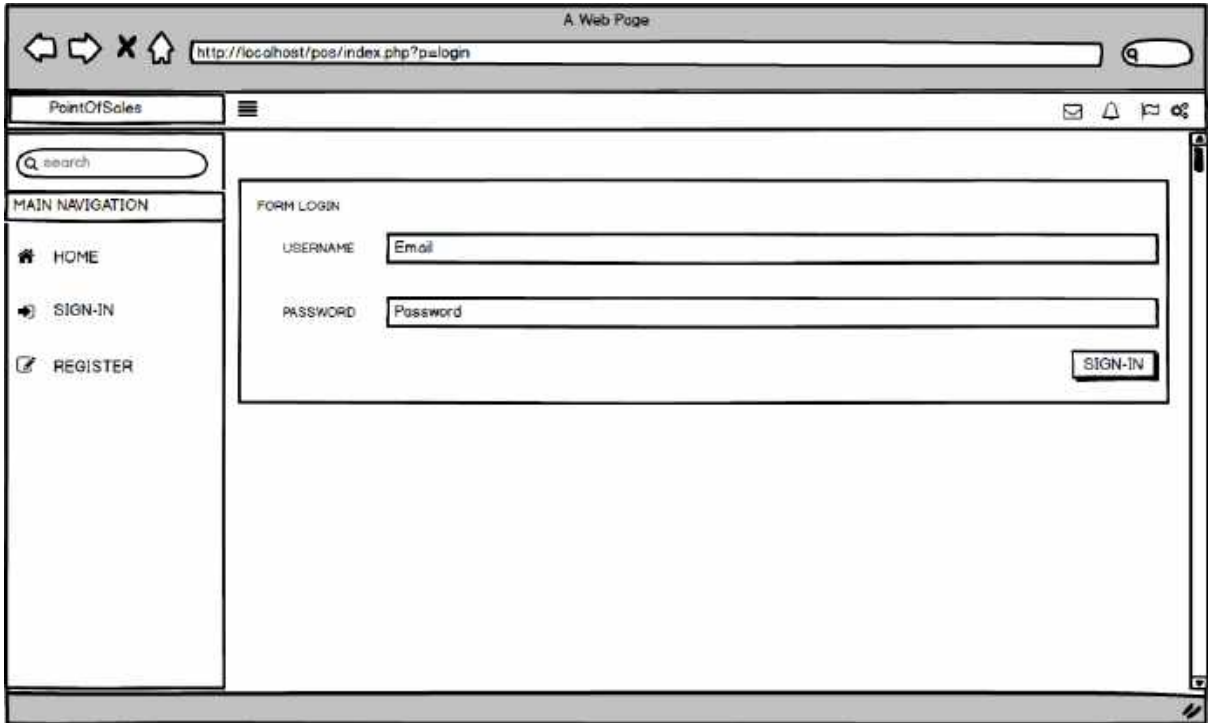 A Web Page
http://localhost/pos/index.php?p=login
PointOfSales
search
MAIN NAVIGATION
HOME
SIGN-IN
REGISTER
FORM LOGIN
USERNAME
Email
PASSWORD
Password
SIGN-IN